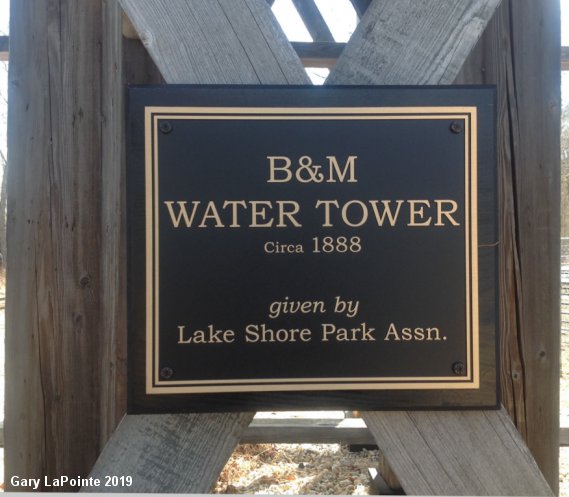 B&M
WATER TOWER
Circa 1888
given by
Lake Shore Park Assn.
Gary LaPointe 2019